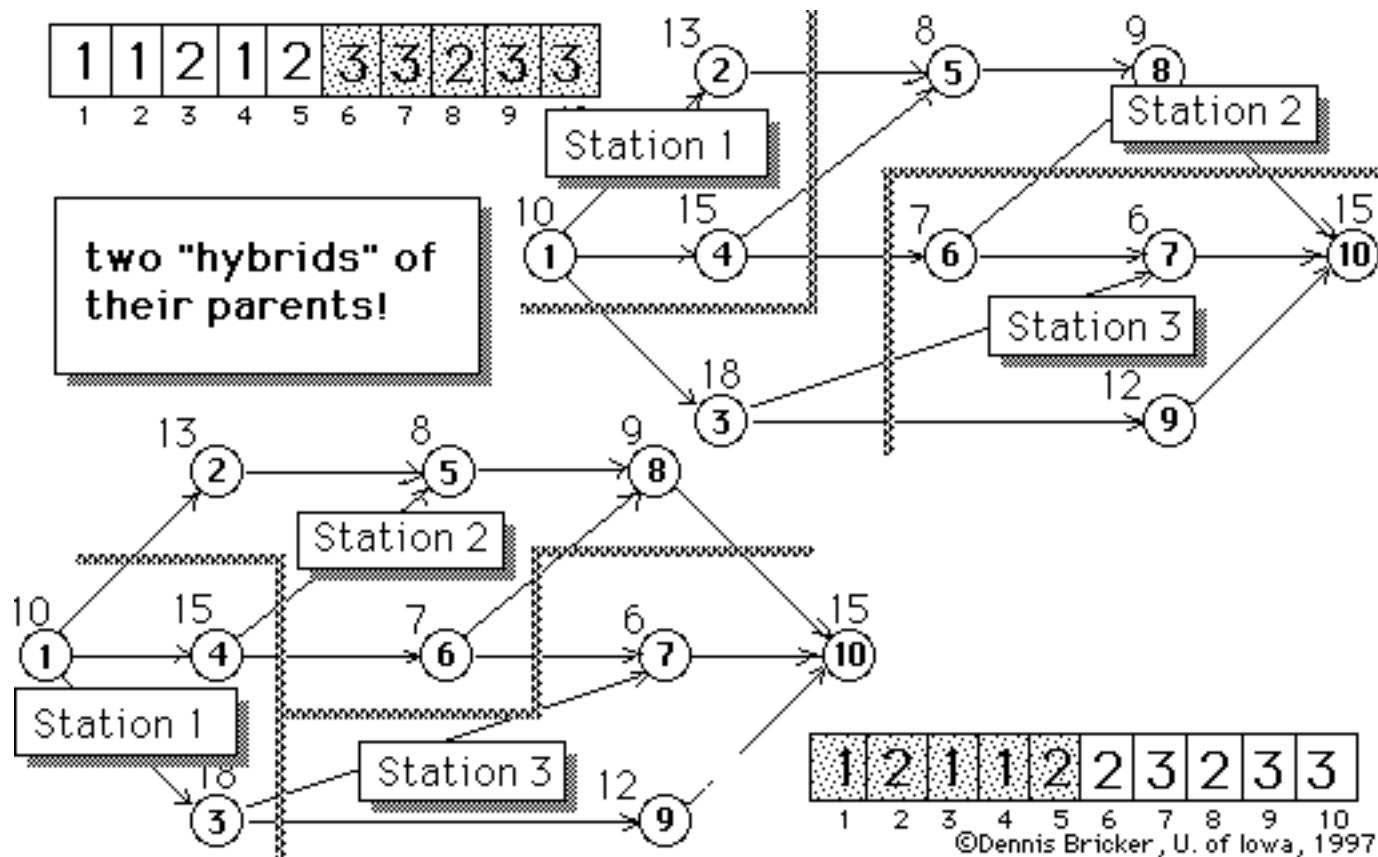 1 1 2 1 2 3 3 2 3 3
1 2 3 4 5 6 7 8 9
13 8 9
2 5 8
Station 1
Station 2
10 15 7 6 15
1 4 6 7 10
Station 3
18 12
3 9
two "hybrids" of
their parents!
13 8 9
2 5 8
Station 2
10 15 7 6 15
1 4 6 7 10
Station 1
Station 3
18 12
3 9
1 2 1 1 2 2 3 2 3 3
1 2 3 4 5 6 7 8 9 10
©Dennis Bricker, U. of Iowa, 1997